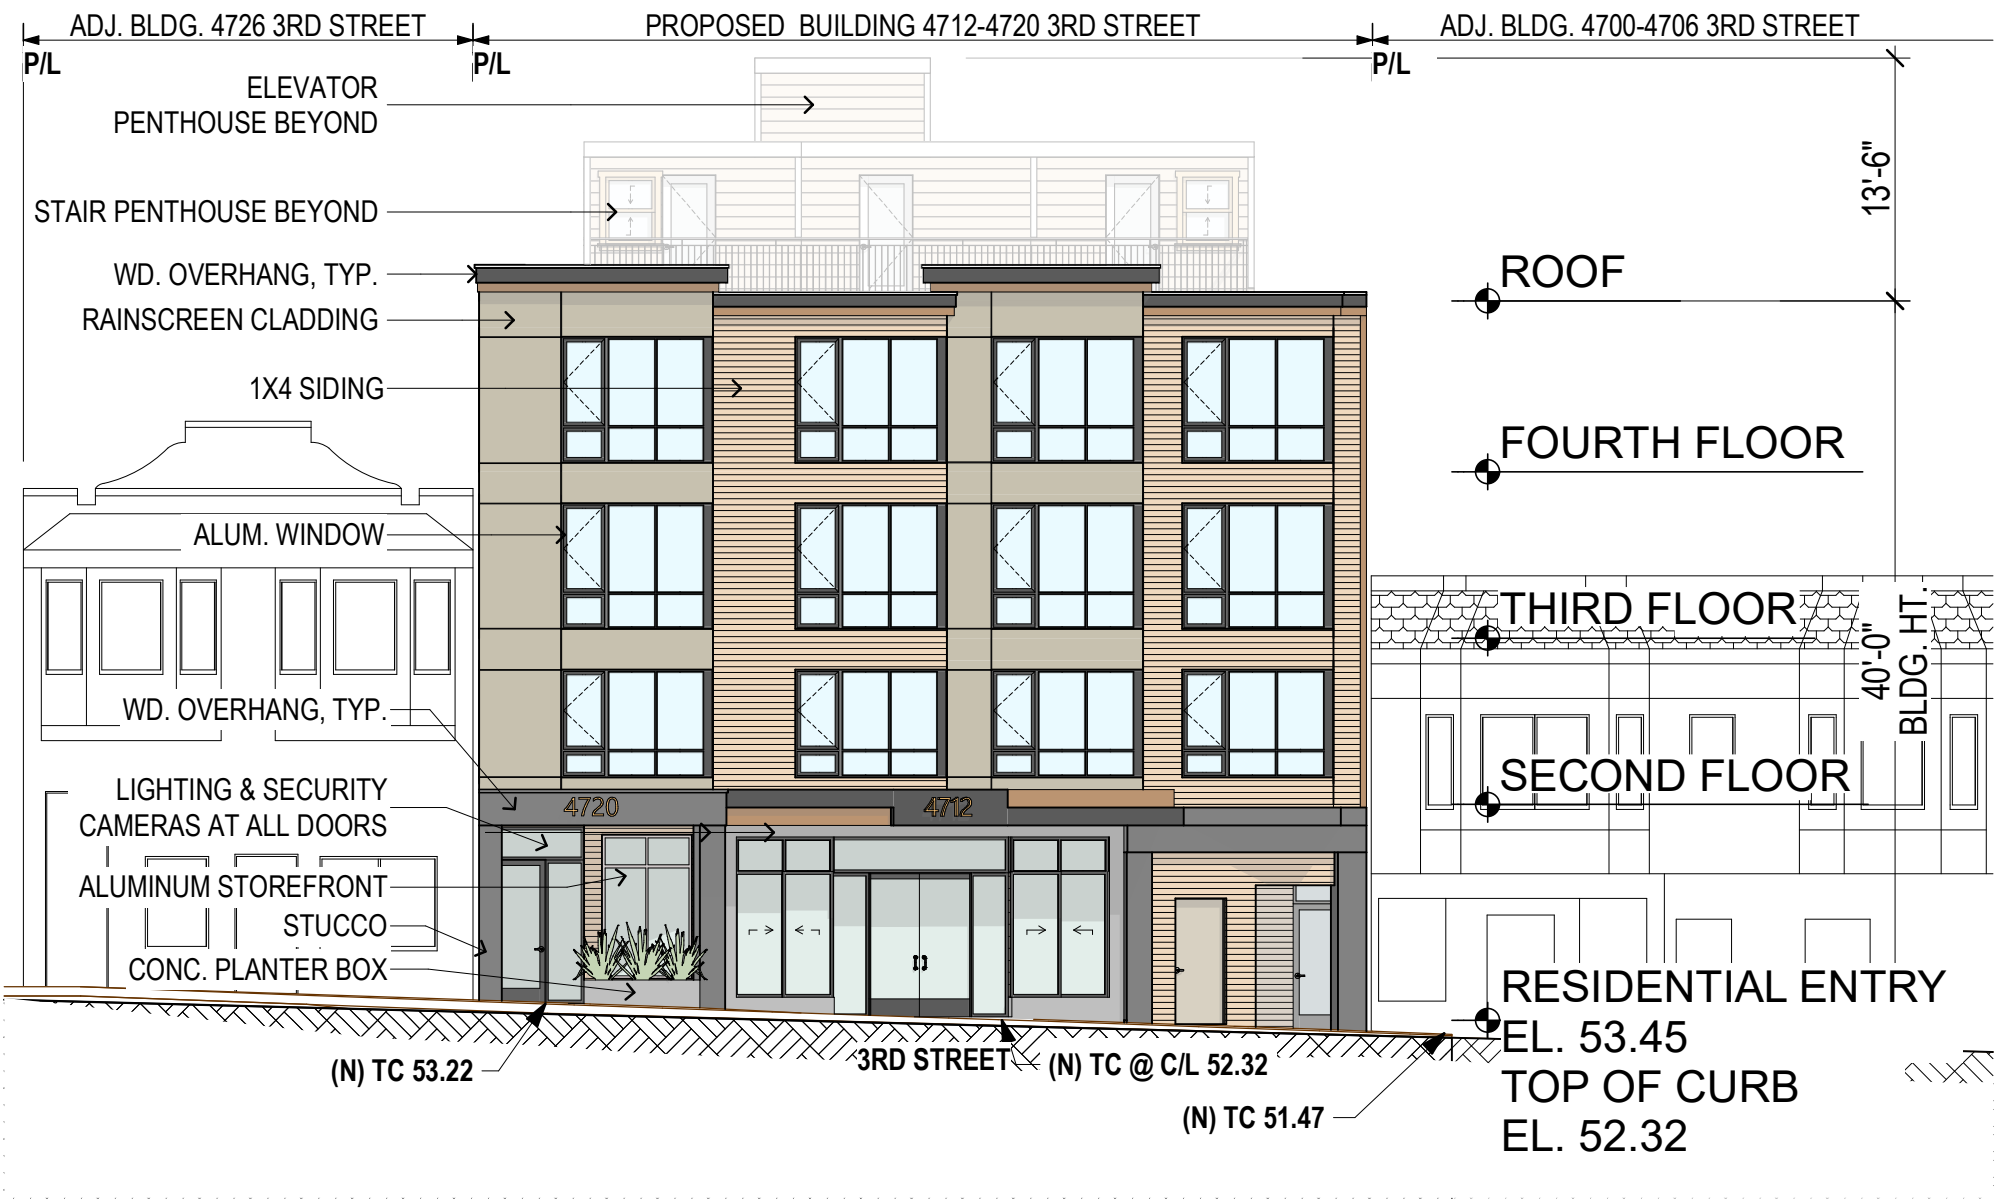 ADJ. BLDG. 4726 3RD STREET
PROPOSED BUILDING 4712-4720 3RD STREET
ADJ. BLDG. 4700-4706 3RD STREET
P/L
P/L
P/L
ELEVATOR
PENTHOUSE BEYOND
STAIR PENTHOUSE BEYOND
WD. OVERHANG, TYP.
RAINSCREEN CLADDING
1X4 SIDING
ALUM. WINDOW
WD. OVERHANG, TYP.
LIGHTING & SECURITY
CAMERAS AT ALL DOORS
ALUMINUM STOREFRONT
STUCCO
CONC. PLANTER BOX
4720
4712
13'-6"
ROOF
FOURTH FLOOR
THIRD FLOOR
40'-0"
BLDG. HT.
SECOND FLOOR
RESIDENTIAL ENTRY
EL. 53.45
TOP OF CURB
EL. 52.32
(N) TC 53.22
3RD STREET
(N) TC @ C/L 52.32
(N) TC 51.47